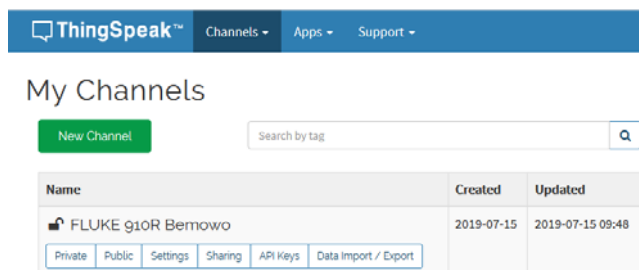 ThingSpeak™ Channels Apps Support
My Channels
New Channel Search by tag
Name Created Updated
FLUKE 910R Bemowo 2019-07-15 2019-07-15 09:48
Private Public Settings Sharing API Keys Data Import / Export